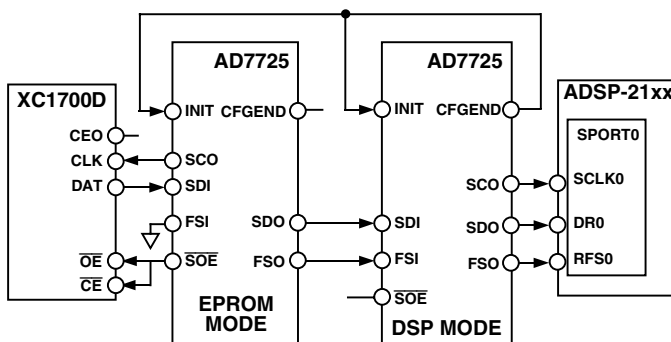 XC1700D
CEO
CLK
DAT
OE
CE
AD7725
INIT
CFGEND
SCO
SDI
FSI
SDO
SOE
FSO
EPROM
MODE
AD7725
INIT
CFGEND
SCO
SDI
SDO
FSI
FSO
SOE
DSP MODE
ADSP-21xx
SPORT0
SCLK0
DR0
RFS0